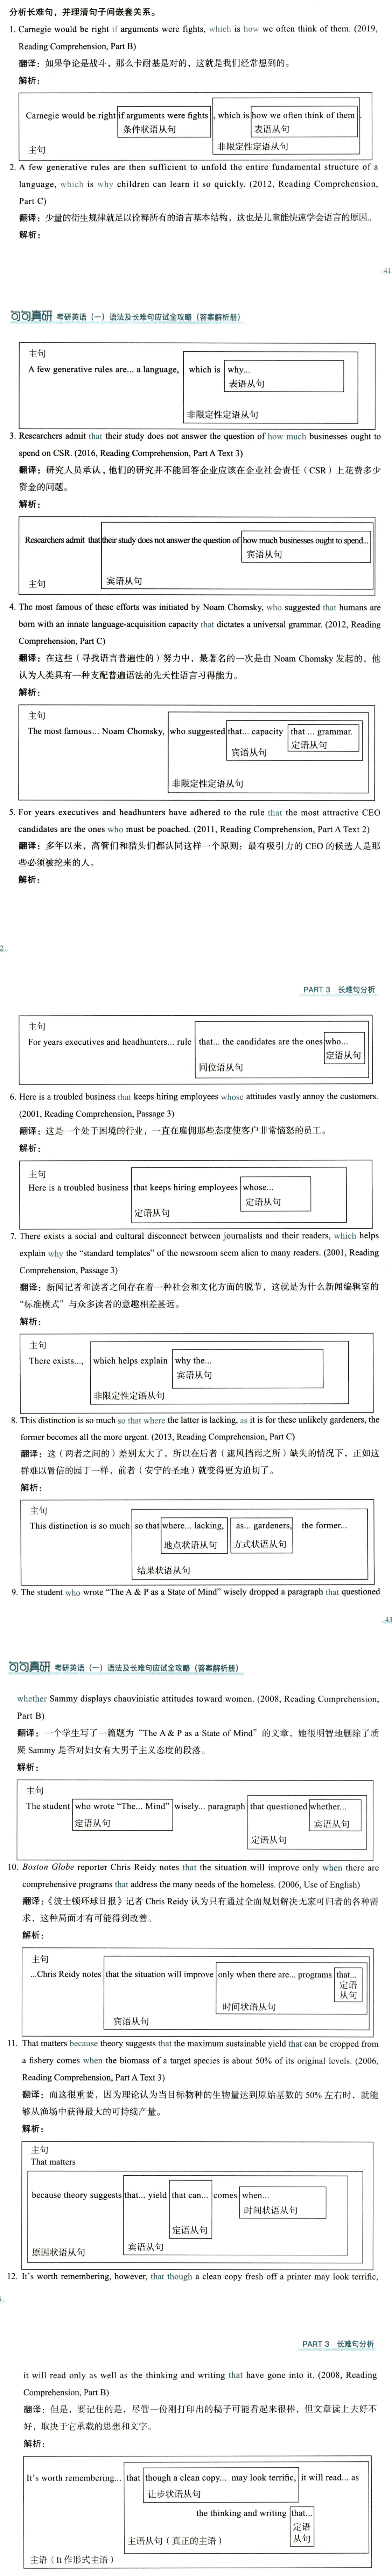 分析长难句，并理清句子间嵌套关系。
1. Carnegie would be right if arguments were fights, which is how we often think of them. (2019,
Reading Comprehension, Part B)
翻译：如果争论是战斗，那么卡耐基是对的，这就是我们经常想到的。
解析：
Carnegie would be right if arguments were fights , which is how we often think of them .
条件状语从句 表语从句
主句 非限定性定语从句
2. A few generative rules are then sufficient to unfold the entire fundamental structure of a
language, which is why children can learn it so quickly. (2012, Reading Comprehension,
Part C)
翻译：少量的衍生规律就足以诠释所有的语言基本结构，这也是儿童能快速学会语言的原因。
解析：
41
句句真研 考研英语（一）语法及长难句应试全攻略（答案解析册）
主句
A few generative rules are... a language, which is why...
表语从句
非限定性定语从句
3. Researchers admit that their study does not answer the question of how much businesses ought to
spend on CSR. (2016, Reading Comprehension, Part A Text 3)
翻译：研究人员承认，他们的研究并不能回答企业应该在企业社会责任（CSR）上花费多少
资金的问题。
解析：
Researchers admit that their study does not answer the question of how much businesses ought to spend...
宾语从句
主句 宾语从句
4. The most famous of these efforts was initiated by Noam Chomsky, who suggested that humans are
born with an innate language-acquisition capacity that dictates a universal grammar. (2012, Reading
Comprehension, Part C)
翻译：在这些（寻找语言普遍性的）努力中，最著名的一次是由 Noam Chomsky 发起的，他
认为人类具有一种支配普遍语法的先天性语言习得能力。
解析：
主句
The most famous... Noam Chomsky, who suggested that... capacity that ... grammar.
定语从句
宾语从句
非限定性定语从句
5. For years executives and headhunters have adhered to the rule that the most attractive CEO
candidates are the ones who must be poached. (2011, Reading Comprehension, Part A Text 2)
翻译：多年以来，高管们和猎头们都认同这样一个原则：最有吸引力的 CEO 的候选人是那
些必须被挖来的人。
解析：
2
PART 3 长难句分析
主句
For years executives and headhunters... rule that... the candidates are the ones who...
定语从句
同位语从句
6. Here is a troubled business that keeps hiring employees whose attitudes vastly annoy the customers.
(2001, Reading Comprehension, Passage 3)
翻译：这是一个处于困境的行业，一直在雇佣那些态度使客户非常恼怒的员工。
解析：
主句
Here is a troubled business that keeps hiring employees whose...
定语从句
定语从句
7. There exists a social and cultural disconnect between journalists and their readers, which helps
explain why the “standard templates” of the newsroom seem alien to many readers. (2001, Reading
Comprehension, Passage 3)
翻译：新闻记者和读者之间存在着一种社会和文化方面的脱节，这就是为什么新闻编辑室的
“标准模式”与众多读者的意趣相差甚远。
解析：
主句
There exists..., which helps explain why the...
宾语从句
非限定性定语从句
8. This distinction is so much so that where the latter is lacking, as it is for these unlikely gardeners, the
former becomes all the more urgent. (2013, Reading Comprehension, Part C)
翻译：这（两者之间的）差别太大了，所以在后者（遮风挡雨之所）缺失的情况下，正如这
群难以置信的园丁一样，前者（安宁的圣地）就变得更为迫切了。
解析：
主句
This distinction is so much so that where... lacking, as... gardeners, the former...
地点状语从句 方式状语从句
结果状语从句
9. The student who wrote “The A & P as a State of Mind” wisely dropped a paragraph that questioned
43
句句真研 考研英语（一）语法及长难句应试全攻略（答案解析册）
whether Sammy displays chauvinistic attitudes toward women. (2008, Reading Comprehension,
Part B)
翻译：一个学生写了一篇题为“The A & P as a State of Mind”的文章，她很明智地删除了质
疑 Sammy 是否对妇女有大男子主义态度的段落。
解析：
主句
The student who wrote “The... Mind” wisely... paragraph that questioned whether...
定语从句 宾语从句
定语从句
10. Boston Globe reporter Chris Reidy notes that the situation will improve only when there are
comprehensive programs that address the many needs of the homeless. (2006, Use of English)
翻译：《波士顿环球日报》记者 Chris Reidy 认为只有通过全面规划解决无家可归者的各种需
求，这种局面才有可能得到改善。
解析：
主句
...Chris Reidy notes that the situation will improve only when there are... programs that...
定语
从句
时间状语从句
宾语从句
11. That matters because theory suggests that the maximum sustainable yield that can be cropped from
a fishery comes when the biomass of a target species is about 50% of its original levels. (2006,
Reading Comprehension, Part A Text 3)
翻译：而这很重要，因为理论认为当目标物种的生物量达到原始基数的 50% 左右时，就能
够从渔场中获得最大的可持续产量。
解析：
主句
That matters
because theory suggests that... yield that can... comes when...
时间状语从句
定语从句
宾语从句
原因状语从句
12. It’s worth remembering, however, that though a clean copy fresh off a printer may look terrific,
PART 3 长难句分析
it will read only as well as the thinking and writing that have gone into it. (2008, Reading
Comprehension, Part B)
翻译：但是，要记住的是，尽管一份刚打印出的稿子可能看起来很棒，但文章读上去好不
好，取决于它承载的思想和文字。
解析：
It’s worth remembering... that though a clean copy... may look terrific, it will read... as
让步状语从句
the thinking and writing that...
定语
从句
主语从句（真正的主语）
主语（It 作形式主语）